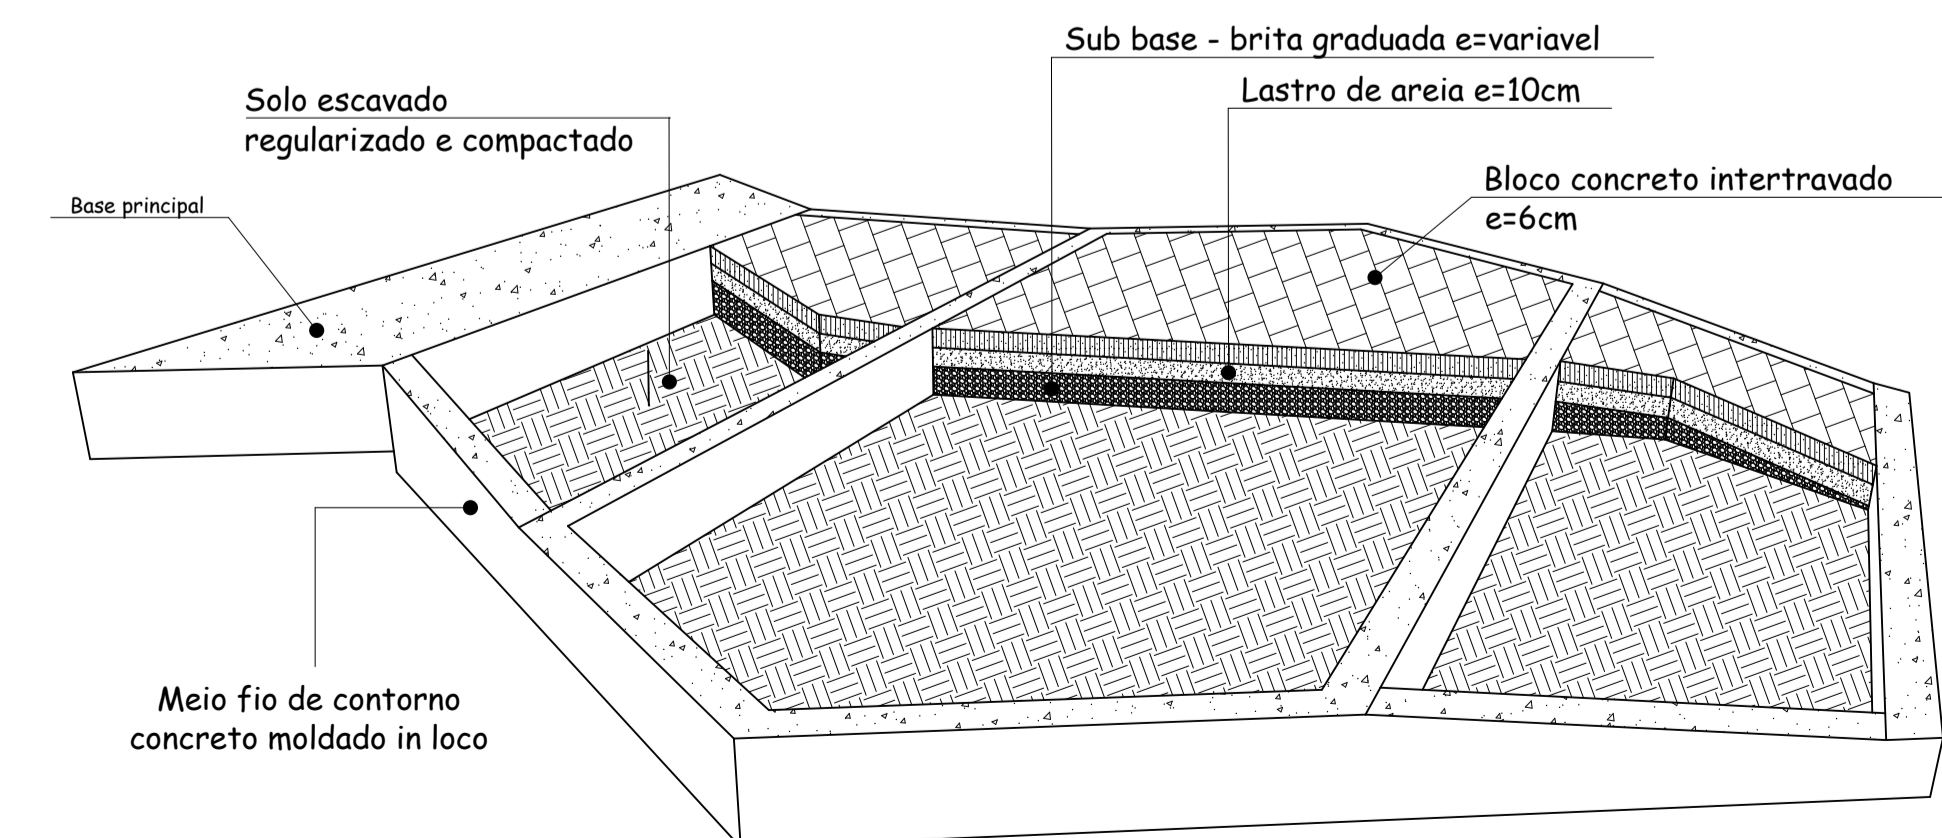 Sub base - brita graduada e=variavel
Lastro de areia e=10cm
Solo escavado
regularizado e compactado
Bloco concreto intertravado
e=6cm
Base principal
Meio fio de contorno
concreto moldado in loco